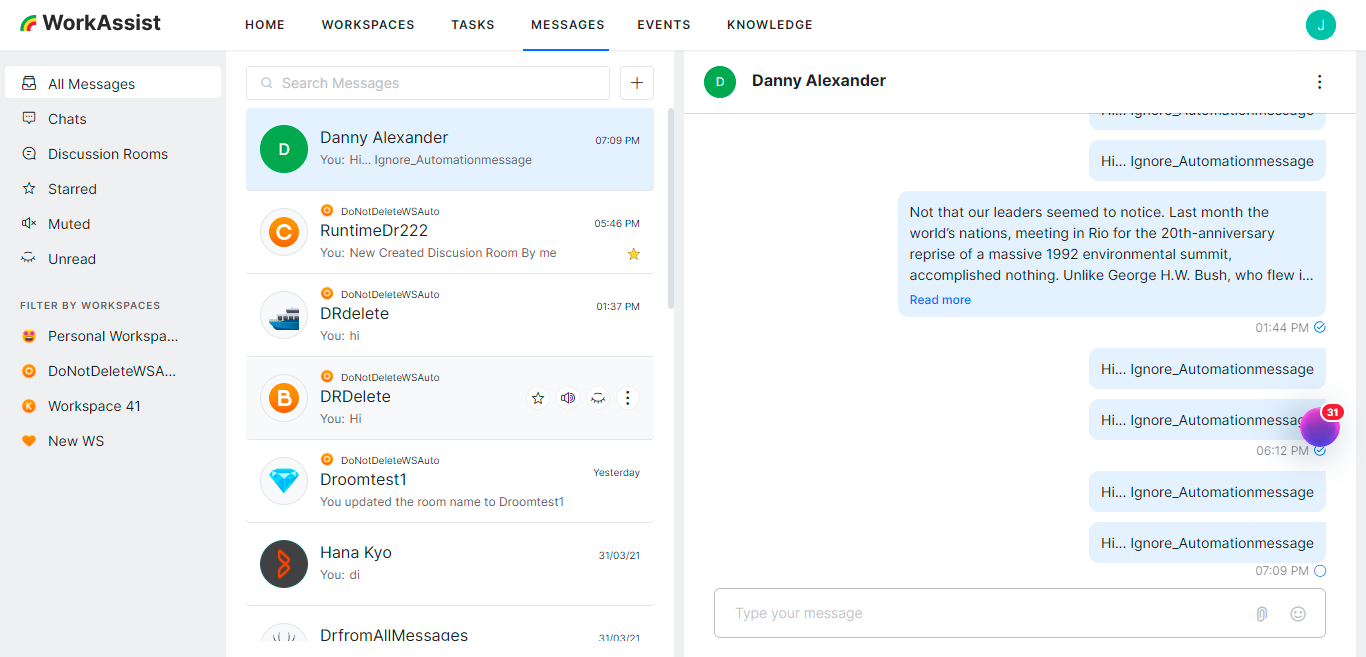 WorkAssist
HOME WORKSPACES TASKS MESSAGES EVENTS KNOWLEDGE
J
All Messages
Chats
Discussion Rooms
Starred
Muted
Unread
FILTER BY WORKSPACES
Personal Workspa...
DoNotDeleteWSA...
Workspace 41
New WS
Search Messages
D
Danny Alexander
07:09 PM
You: Hi... Ignore_Automationmessage
DoNotDeleteWSAuto
C
RuntimeDr222
05:46 PM
You: New Created Discusion Room By me
DoNotDeleteWSAuto
DRdelete
01:37 PM
You: hi
DoNotDeleteWSAuto
B
DRDelete
You: Hi
DoNotDeleteWSAuto
Droomtest1
Yesterday
You updated the room name to Droomtest1
Hana Kyo
31/03/21
You: di
DrfromAllMessages
31/03/21
D
Danny Alexander
Hi... Ignore_Automationmessage
Hi... Ignore_Automationmessage
Not that our leaders seemed to notice. Last month the
world’s nations, meeting in Rio for the 20th-anniversary
reprise of a massive 1992 environmental summit,
accomplished nothing. Unlike George H.W. Bush, who flew i...
Read more
01:44 PM
Hi... Ignore_Automationmessage
Hi... Ignore_Automationmessag
31
06:12 PM
Hi... Ignore_Automationmessage
Hi... Ignore_Automationmessage
07:09 PM
Type your message